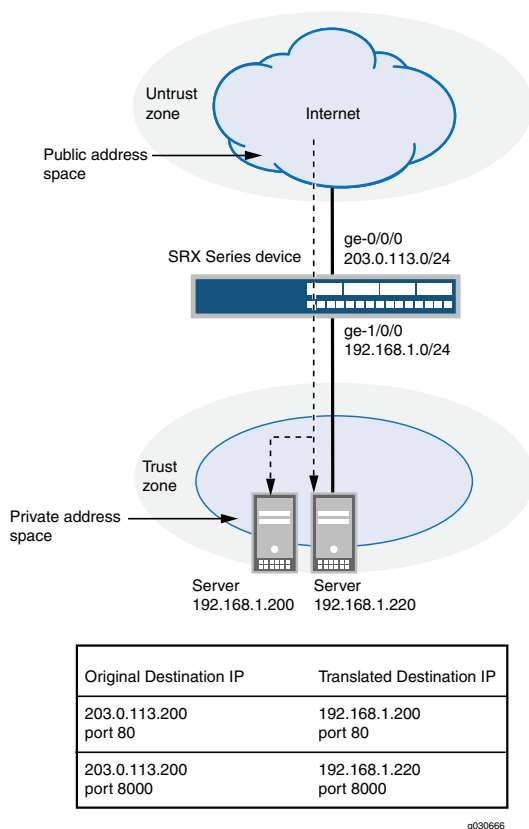 Untrust
zone
Internet
Public address
space
SRX Series device
ge-0/0/0
203.0.113.0/24
ge-1/0/0
192.168.1.0/24
Trust
zone
Private address
space
Server
192.168.1.200
Server
192.168.1.220
Original Destination IP Translated Destination IP
203.0.113.200 192.168.1.200
port 80 port 80
203.0.113.200 192.168.1.220
port 8000 port 8000
g030666